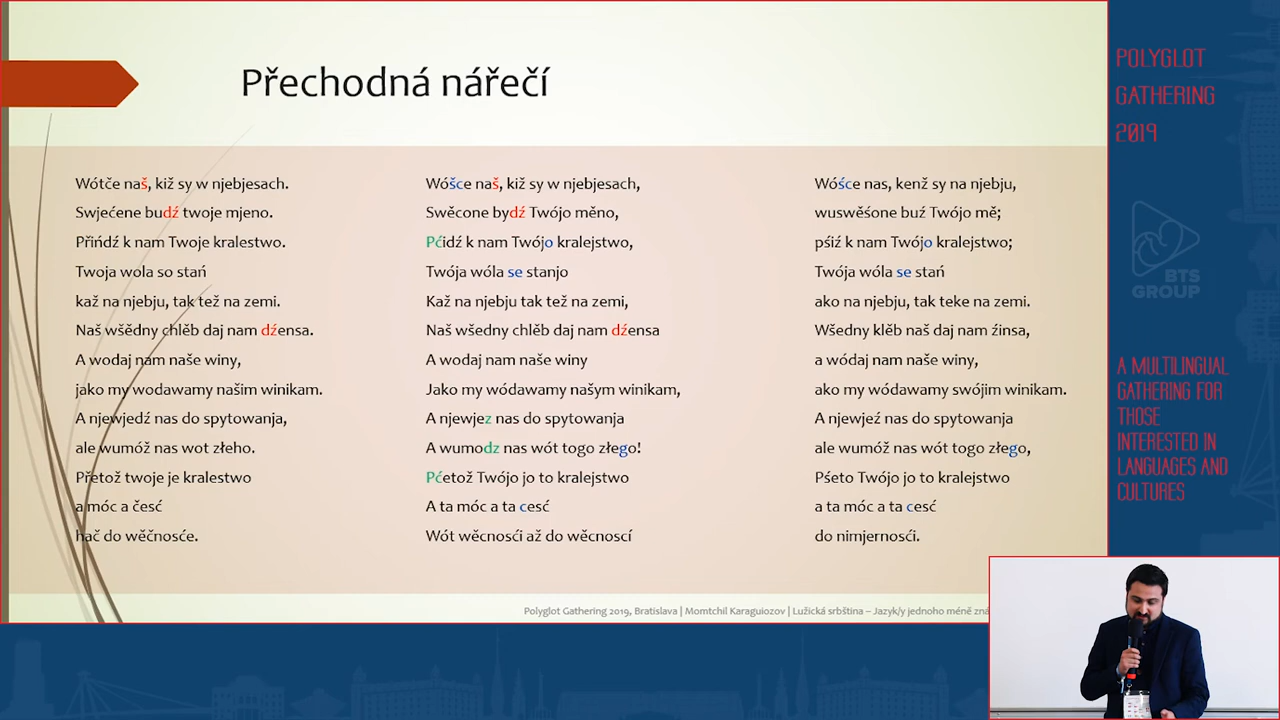 Přechodná nářečí
Wótče naš, kiž sy w njebjesach.
Swjećene budź twoje mjeno.
Přińdź k nam Twoje kralestwo.
Twoja wola so stań
kaž na njebju, tak tež na zemi.
Naš wšědny chlěb daj nam dźensa.
A wodaj nam naše winy,
jako my wodawamy našim winikam.
A njewjedź nas do spytowanja,
ale wumóž nas wot złeho.
Přetož twoje je kralestwo
a móc a česć
hač do wěčnosće.
Wóšce naš, kiž sy w njebjesach,
Swěcone bydź Twójo měno,
Pćidź k nam Twójo kralejstwo,
Twója wóla se stanjo
Kaž na njebju tak tež na zemi,
Naš wšedny chlěb daj nam dźensa
A wodaj nam naše winy
Jako my wódawamy našym winikam,
A njewjez nas do spytowanja
A wumodz nas wót togo złego!
Pćetož Twójo jo to kralejstwo
A ta móc a ta cesć
Wót wěcnosći až do wěcnoscí
Wóśce nas, kenž sy na njebju,
wuswěśone buź Twójo mě;
pśiź k nam Twójo kralejstwo;
Twója wóla se stań
ako na njebju, tak teke na zemi.
Wšedny klěb naš daj nam źinsa,
a wódaj nam naše winy,
ako my wódawamy swójim winikam.
A njewjeź nas do spytowanja
ale wumóž nas wót togo złego,
Pśeto Twójo jo to kralejstwo
a ta móc a ta cesć
do nimjernosći.
Polyglot Gathering 2019, Bratislava | Momtchil Karaguiozov | Lužická srbština – Jazyk/y jednoho méně
POLYGLOT
GATHERING
2019
BTS
GROUP
A MULTILINGUAL
GATHERING FOR
THOSE
INTERESTED IN
LANGUAGES AND
CULTURES